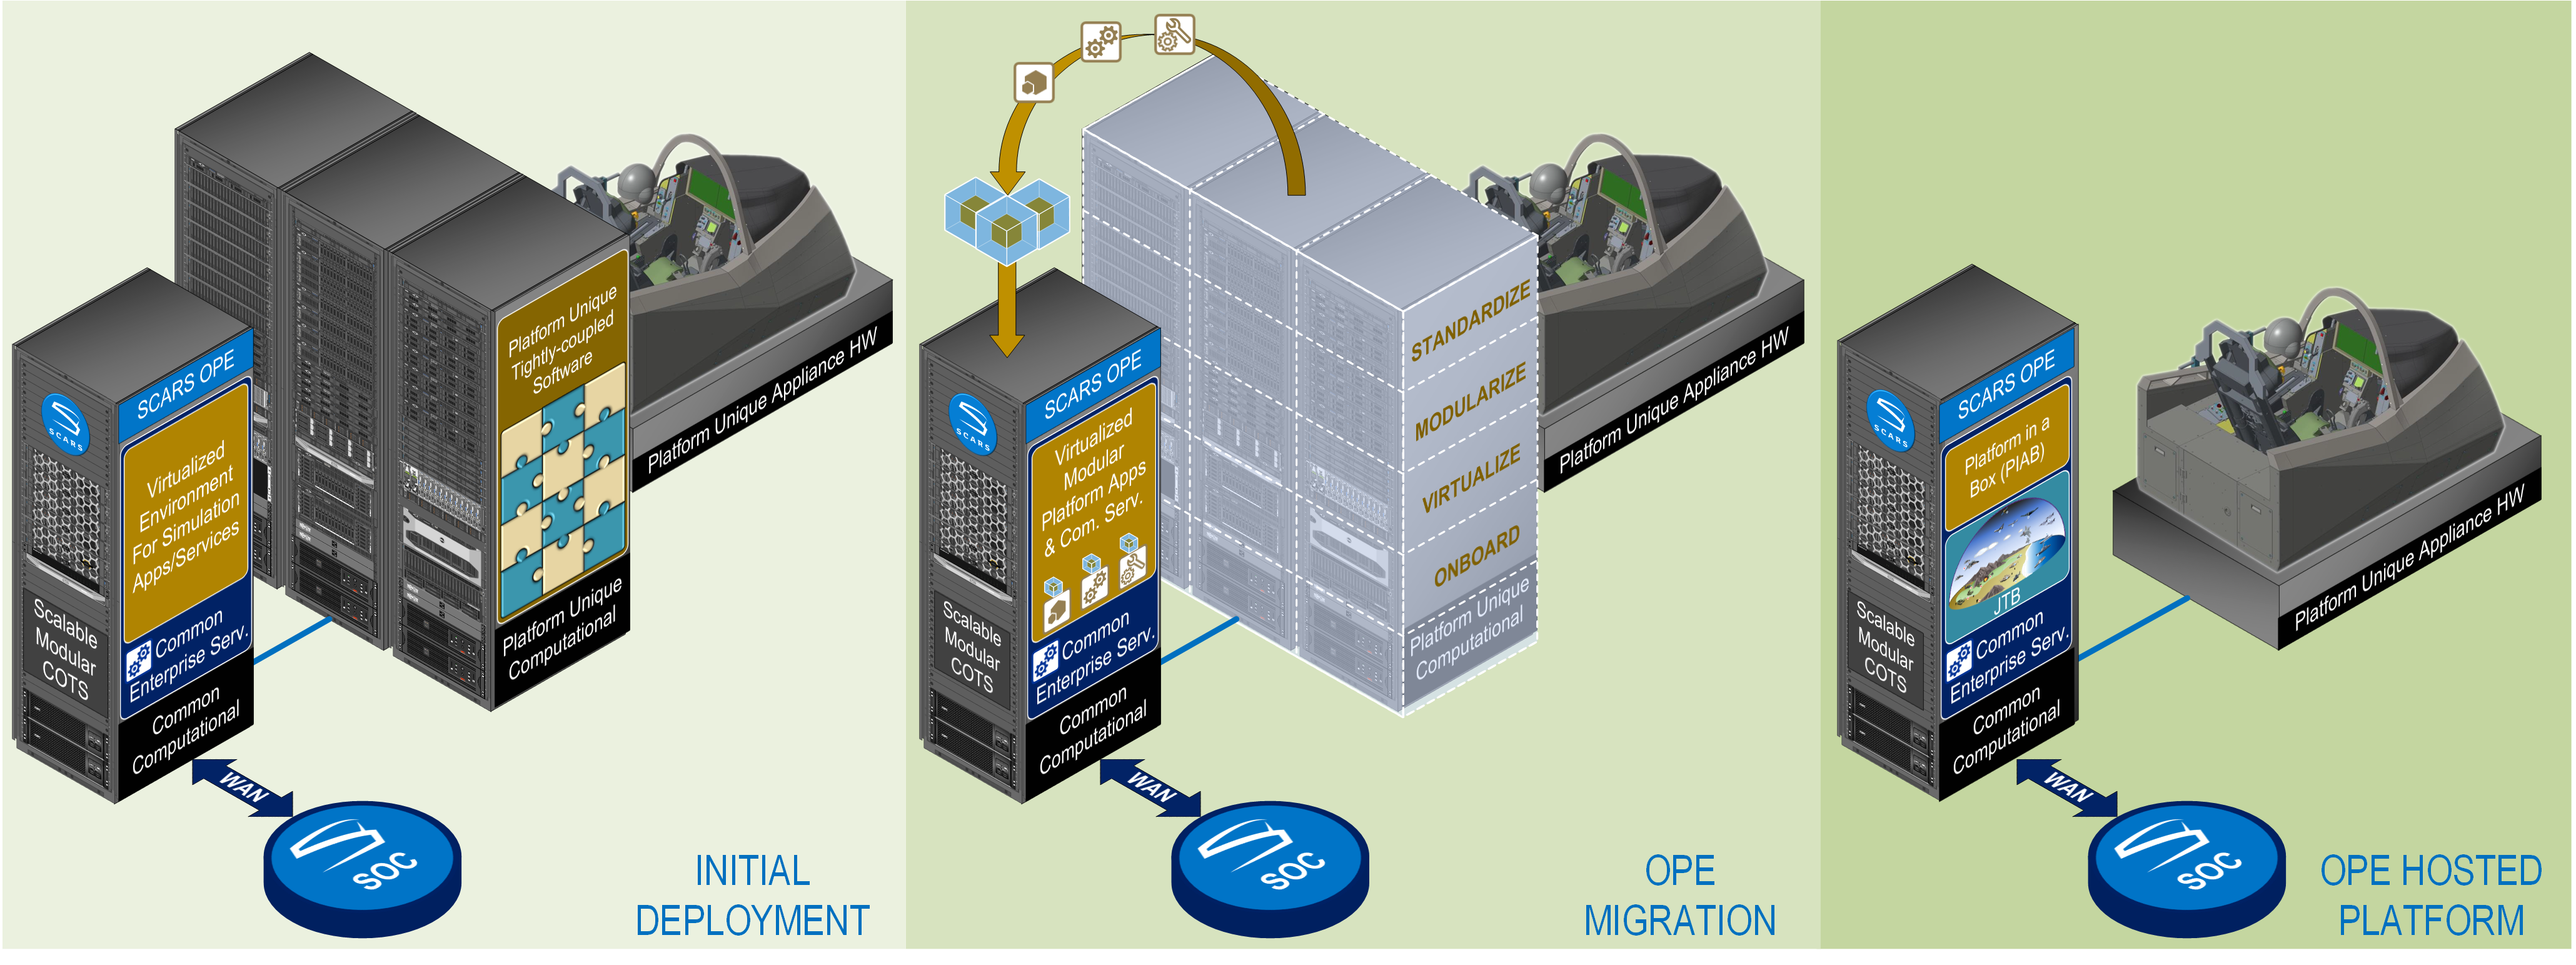 SCARS OPE
SCARS
Virtualized
Environment
For Simulation
Apps/Services
Scalable
Modular
COTS
Common
Enterprise Serv.
Common
Computational
Platform Unique
Tightly-coupled
Software
Platform Unique
Computational
Platform Unique Appliance HW
WAN
SOC
INITIAL
DEPLOYMENT
SCARS OPE
SCARS
Virtualized
Modular
Platform Apps
& Com. Serv.
Scalable
Modular
COTS
Common
Enterprise Serv.
Common
Computational
STANDARDIZE
MODULARIZE
VIRTUALIZE
ONBOARD
Platform Unique
Computational
Platform Unique Appliance HW
WAN
SOC
OPE
MIGRATION
SCARS OPE
SCARS
Platform in a
Box (PIAB)
JTB
Scalable
Modular
COTS
Common
Enterprise Serv.
Common
Computational
Platform Unique Appliance HW
WAN
SOC
OPE HOSTED
PLATFORM